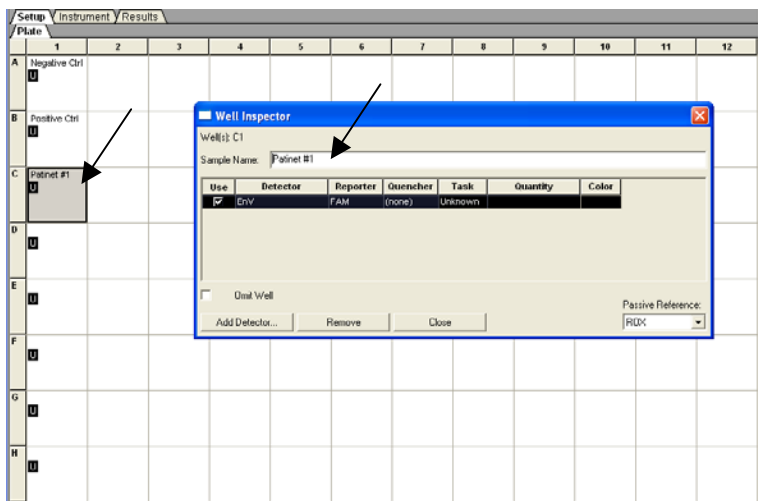 Setup Instrument Results
Plate
1 2 3 4 5 6 7 8 9 10 11 12
A Negative Ctrl
U
B Positive Ctrl
U
C Patinet #1
U
D
U
E
U
F
U
G
U
H
U
Well Inspector
Well(s): C1
Sample Name: Patinet #1
Use Detector Reporter Quencher Task Quantity Color
EnV FAM (none) Unknown
Omit Well
Passive Reference:
Add Detector... Remove Close ROX